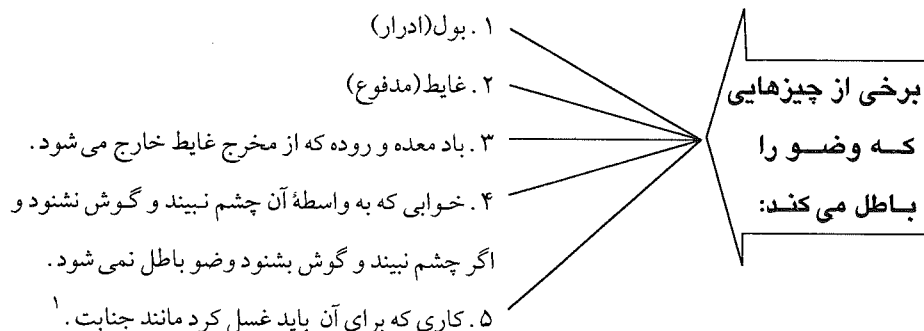 برخی از چیزهایی
که وضو را
باطل می کند:
۱. بول(ادرار)
۲. غایط(مدفوع)
۳. باد معده و روده که از مخرج غایط خارج می شود.
۴. خوابی که به واسطهٔ آن چشم نبیند و گوش نشنود و
اگر چشم نبیند و گوش بشنود وضو باطل نمی شود.
۵. کاری که برای آن باید غسل کرد مانند جنابت.۱